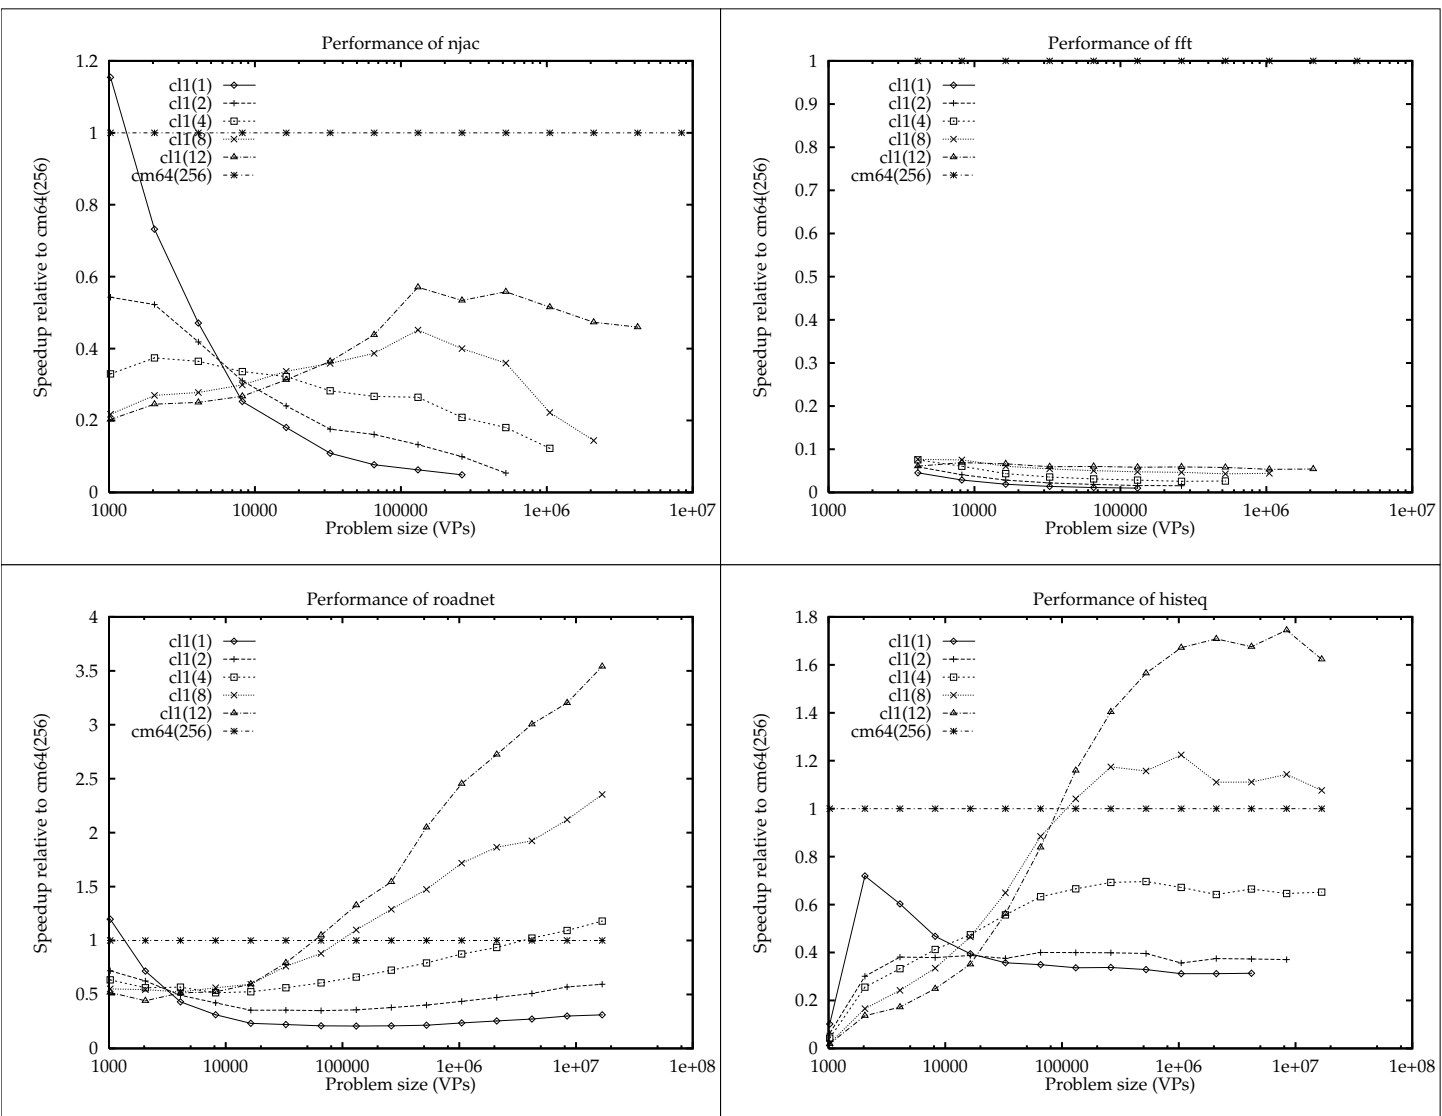 Performance of njac
1.2
1
0.8
0.6
0.4
0.2
0
Speedup relative to cm64(256)
cl1(1)
cl1(2)
cl1(4)
cl1(8)
cl1(12)
cm64(256)
1000 10000 100000 1e+06 1e+07
Problem size (VPs)
Performance of fft
1
0.9
0.8
0.7
0.6
0.5
0.4
0.3
0.2
0.1
0
Speedup relative to cm64(256)
cl1(1)
cl1(2)
cl1(4)
cl1(8)
cl1(12)
cm64(256)
1000 10000 100000 1e+06 1e+07
Problem size (VPs)
Performance of roadnet
4
3.5
3
2.5
2
1.5
1
0.5
0
Speedup relative to cm64(256)
cl1(1)
cl1(2)
cl1(4)
cl1(8)
cl1(12)
cm64(256)
1000 10000 100000 1e+06 1e+07 1e+08
Problem size (VPs)
Performance of histeq
1.8
1.6
1.4
1.2
1
0.8
0.6
0.4
0.2
0
Speedup relative to cm64(256)
cl1(1)
cl1(2)
cl1(4)
cl1(8)
cl1(12)
cm64(256)
1000 10000 100000 1e+06 1e+07 1e+08
Problem size (VPs)